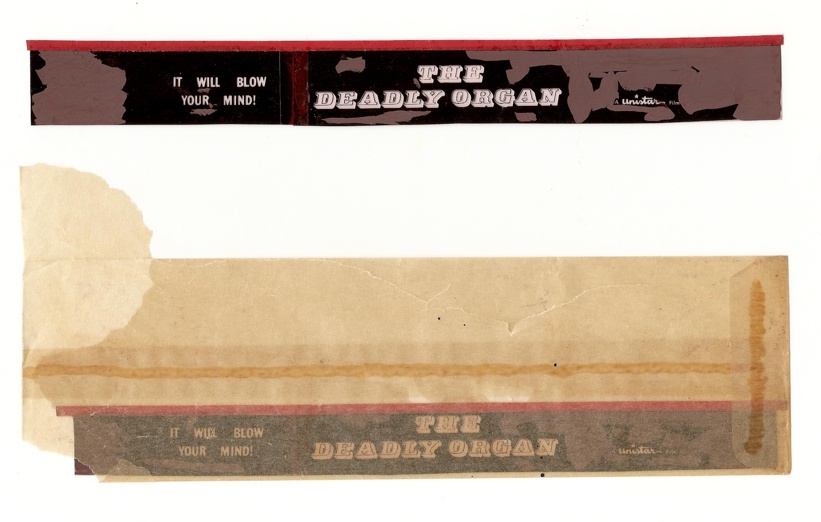 IT WILL BLOW
YOUR MIND!
THE
DEADLY ORGAN
A Unistar Film
IT WILL BLOW
YOUR MIND!
THE
DEADLY ORGAN
Unistar